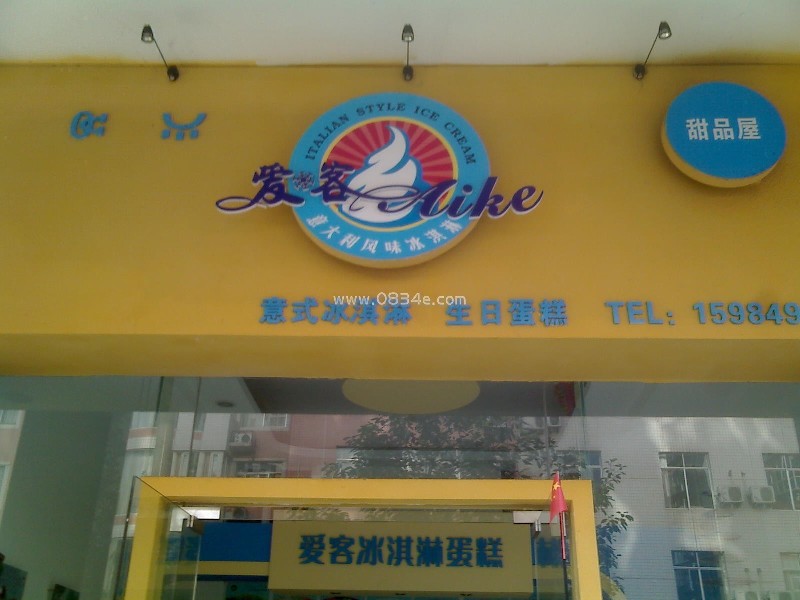 ITALIAN STYLE ICE CREAM
爱客 Aike
意大利风味冰淇淋
甜品屋
www.0834e.com
意式冰淇淋 生日蛋糕 TEL: 159849
爱客冰淇淋蛋糕